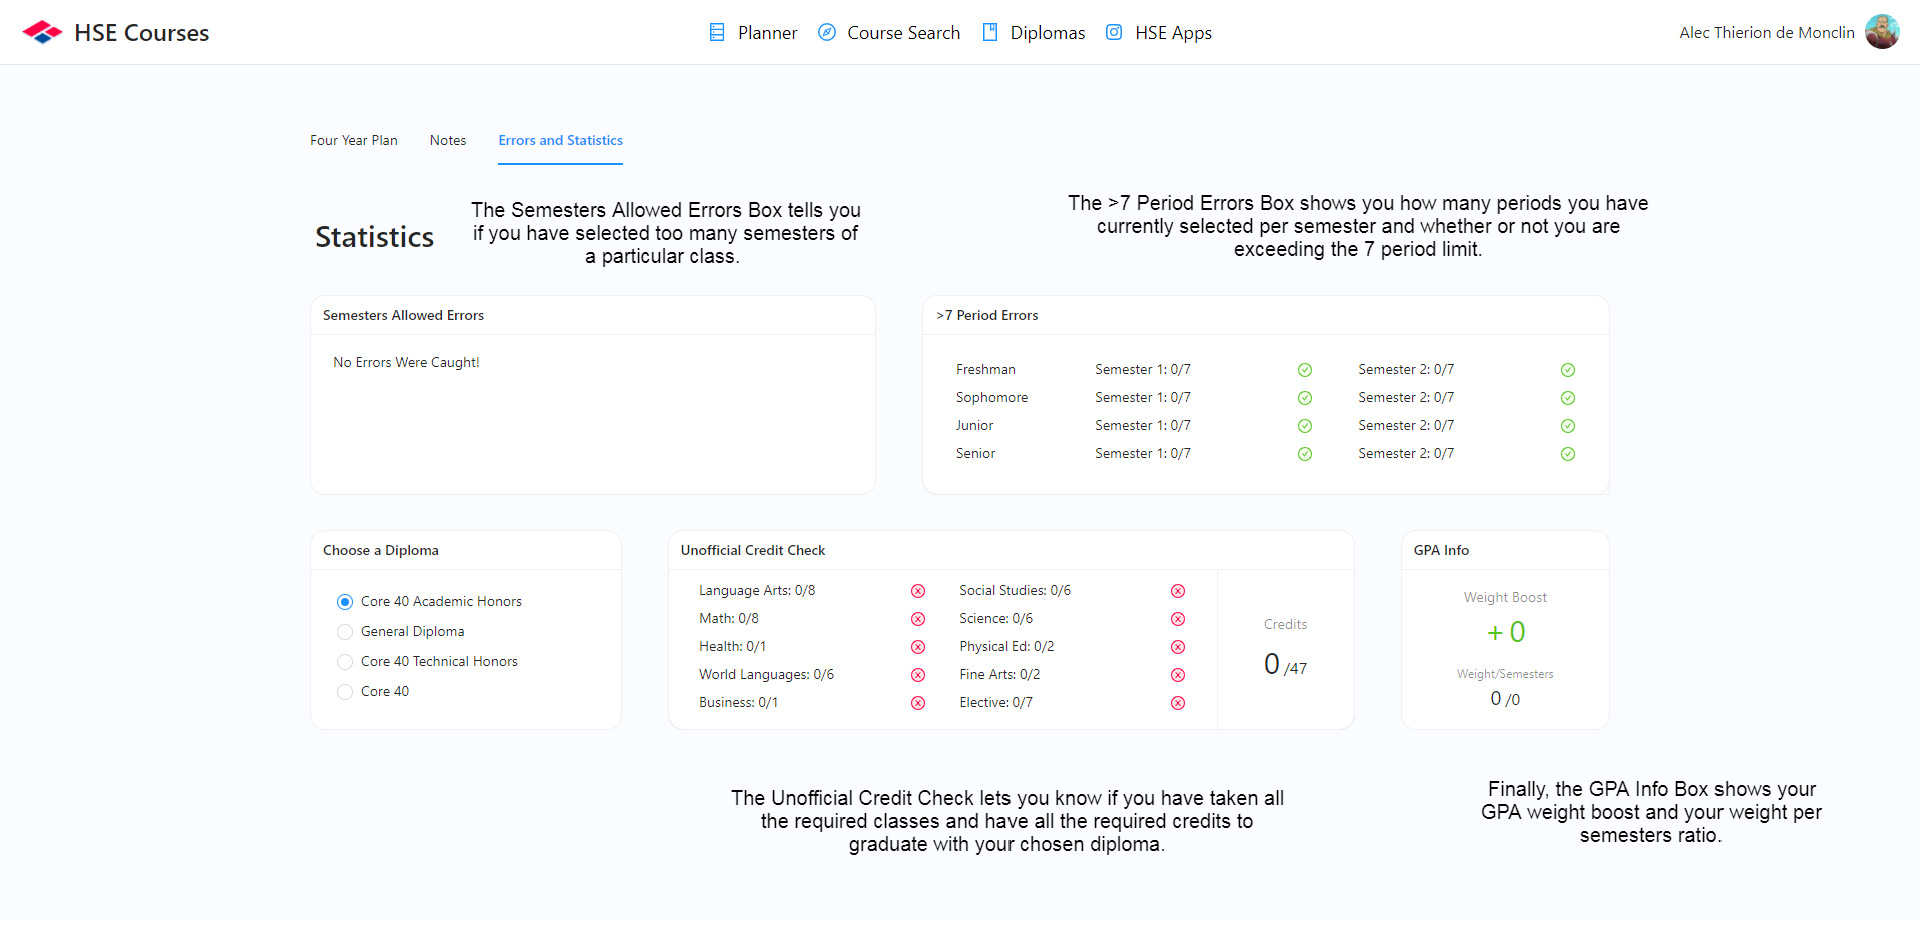 HSE Courses
Planner
Course Search
Diplomas
HSE Apps
Alec Thierion de Monclin
Four Year Plan
Notes
Errors and Statistics
Statistics
The Semesters Allowed Errors Box tells you
if you have selected too many semesters of
a particular class.
The >7 Period Errors Box shows you how many periods you have
currently selected per semester and whether or not you are
exceeding the 7 period limit.
Semesters Allowed Errors
No Errors Were Caught!
>7 Period Errors
Freshman Semester 1: 0/7 Semester 2: 0/7
Sophomore Semester 1: 0/7 Semester 2: 0/7
Junior Semester 1: 0/7 Semester 2: 0/7
Senior Semester 1: 0/7 Semester 2: 0/7
Choose a Diploma
Core 40 Academic Honors
General Diploma
Core 40 Technical Honors
Core 40
Unofficial Credit Check
Language Arts: 0/8 Social Studies: 0/6
Math: 0/8 Science: 0/6
Health: 0/1 Physical Ed: 0/2
World Languages: 0/6 Fine Arts: 0/2
Business: 0/1 Elective: 0/7
Credits
0 /47
GPA Info
Weight Boost
+ 0
Weight/Semesters
0 /0
The Unofficial Credit Check lets you know if you have taken all
the required classes and have all the required credits to
graduate with your chosen diploma.
Finally, the GPA Info Box shows your
GPA weight boost and your weight per
semesters ratio.